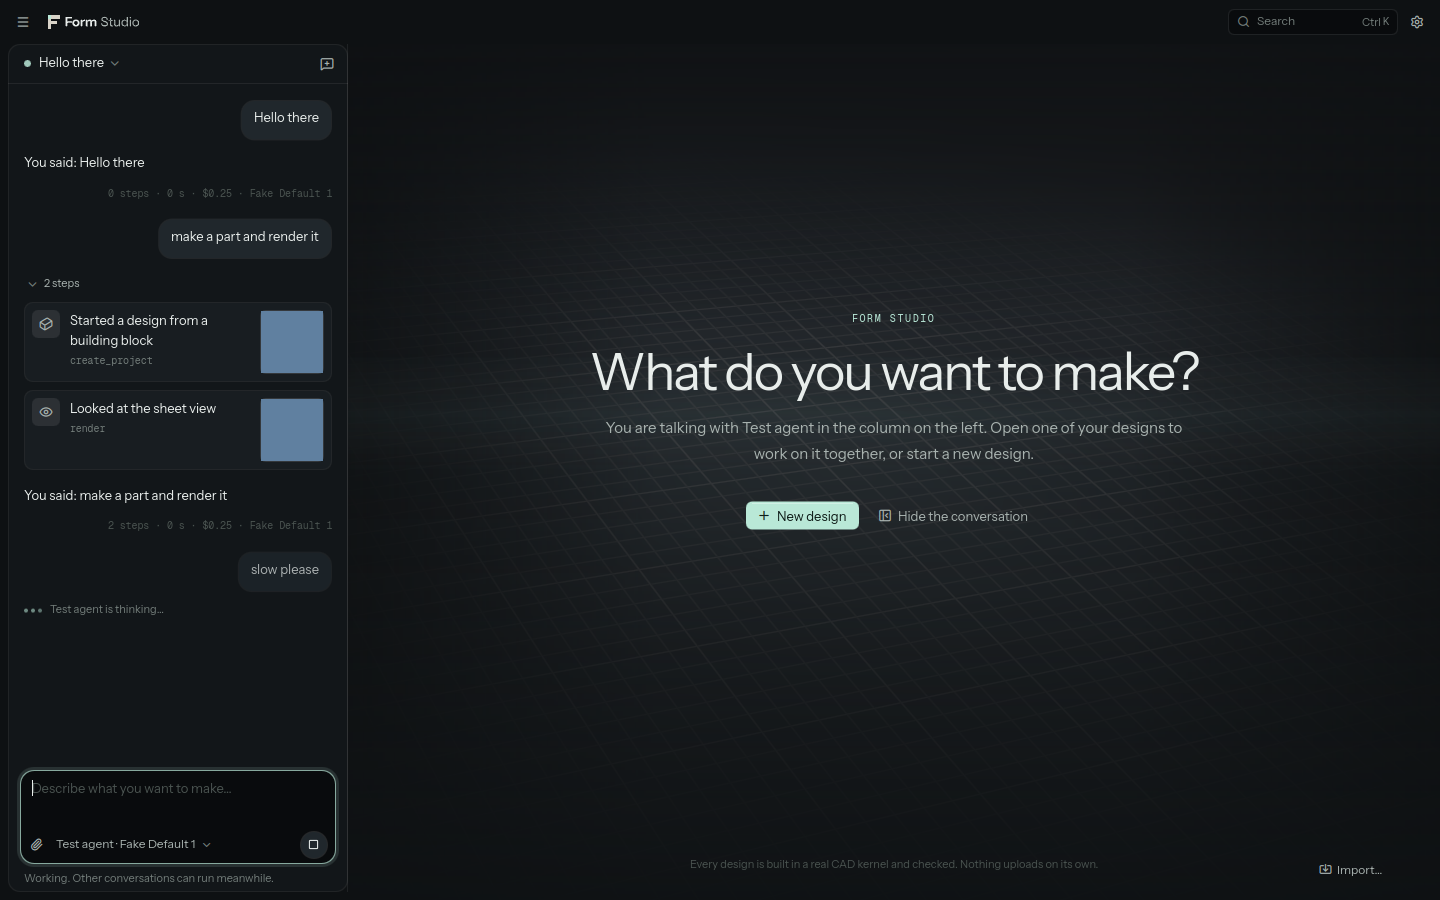 Form Studio
Search
Ctrl K
Hello there
Hello there
You said: Hello there
0 steps · 0 s · $0.25 · Fake Default 1
make a part and render it
2 steps
Started a design from a
building block
create_project
Looked at the sheet view
render
You said: make a part and render it
2 steps · 0 s · $0.25 · Fake Default 1
slow please
Test agent is thinking...
Describe what you want to make...
Test agent · Fake Default 1
Working. Other conversations can run meanwhile.
FORM STUDIO
What do you want to make?
You are talking with Test agent in the column on the left. Open one of your designs to
work on it together, or start a new design.
New design
Hide the conversation
Every design is built in a real CAD kernel and checked. Nothing uploads on its own.
Import...